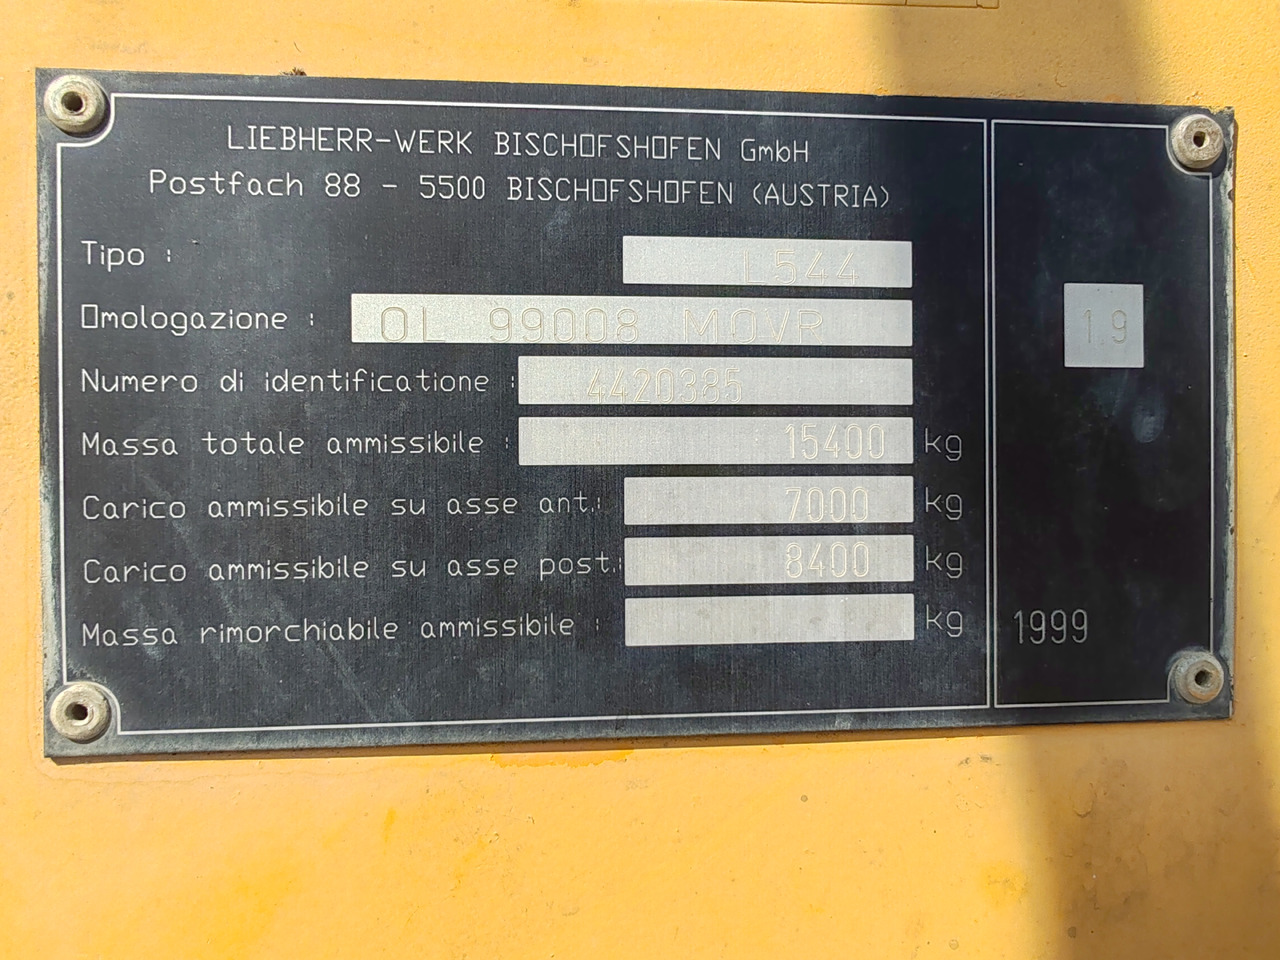 LIEBHERR-WERK BISCHOFSHOFEN GmbH
Postfach 88 - 5500 BISCHOFSHOFEN (AUSTRIA)
Tipo : L544
Omologazione : OL 99008 MOVR
Numero di identificatione : 4420385
Massa totale ammissibile : 15400 kg
Carico ammissibile su asse ant.: 7000 kg
Carico ammissibile su asse post.: 8400 kg
Massa rimorchiabile ammissibile : kg
19
1999